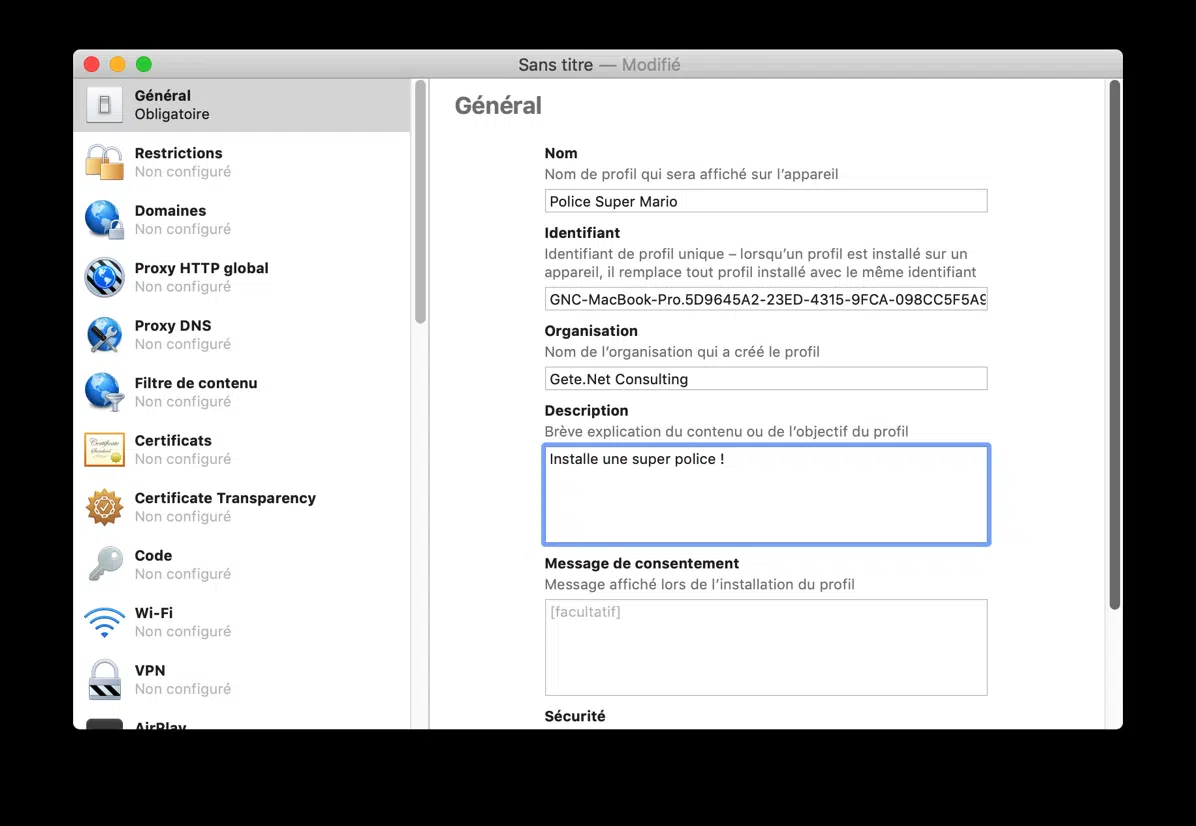 Sans titre — Modifié
Général
Obligatoire
Restrictions
Non configuré
Domaines
Non configuré
Proxy HTTP global
Non configuré
Proxy DNS
Non configuré
Filtre de contenu
Non configuré
Certificats
Non configuré
Certificate Transparency
Non configuré
Code
Non configuré
Wi-Fi
Non configuré
VPN
Non configuré
AirPlay
Général
Nom
Nom de profil qui sera affiché sur l’appareil
Police Super Mario
Identifiant
Identifiant de profil unique – lorsqu’un profil est installé sur un
appareil, il remplace tout profil installé avec le même identifiant
GNC-MacBook-Pro.5D9645A2-23ED-4315-9FCA-098CC5F5A9
Organisation
Nom de l’organisation qui a créé le profil
Gete.Net Consulting
Description
Brève explication du contenu ou de l’objectif du profil
Installe une super police !
Message de consentement
Message affiché lors de l’installation du profil
[facultatif]
Sécurité